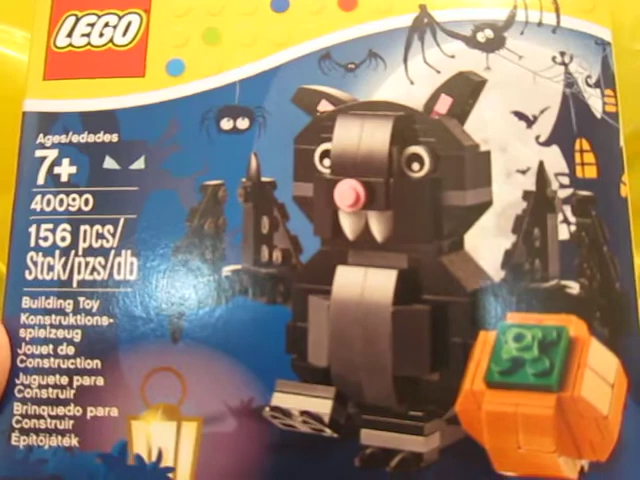 LEGO
Ages/edades
7+
40090
156 pcs/
Stck/pzs/db
Building Toy
Konstruktions-
spielzeug
Jouet de
Construction
Juguete para
Construir
Brinquedo para
Construir
Építőjáték